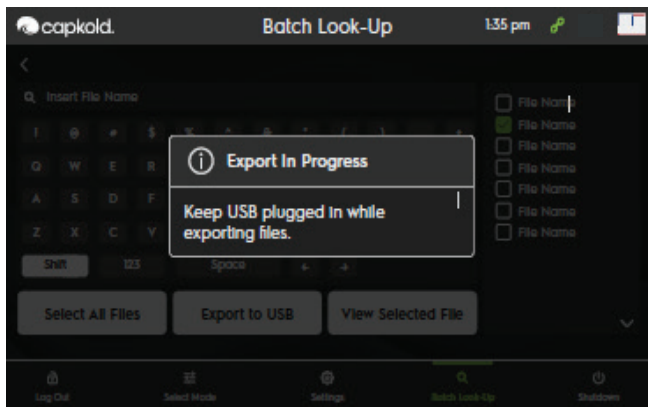 capkold.
Batch Look-Up
1:35 pm
Insert File Name
! @ # $ % ^ & * ( )
Q W E R
A S D F
Z X C V
Shift 123 Space
Export In Progress
Keep USB plugged in while
exporting files.
File Name
File Name
File Name
File Name
File Name
File Name
File Name
Select All Files
Export to USB
View Selected File
Log Out
Select Mode
Settings
Batch Look-Up
Shutdown